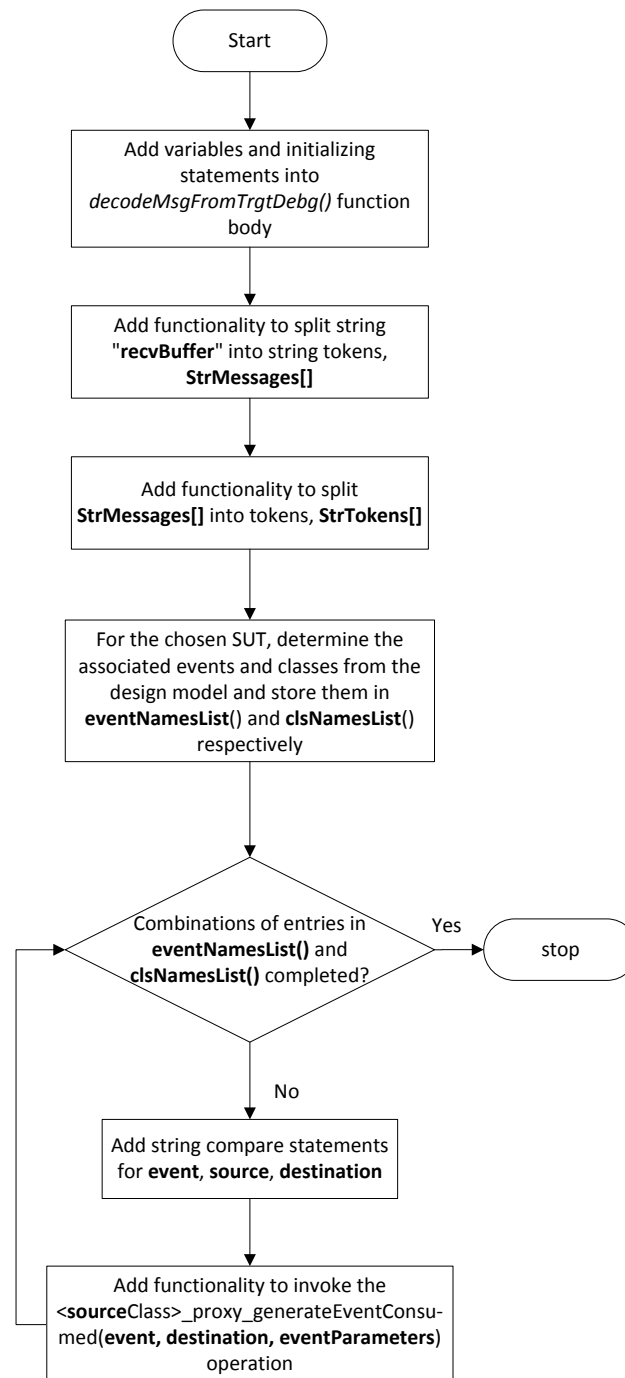 Start
Add variables and initializing
statements into
decodeMsgFromTrgtDebg() function
body
Add functionality to split string
"recvBuffer" into string tokens,
StrMessages[]
Add functionality to split
StrMessages[] into tokens, StrTokens[]
For the chosen SUT, determine the
associated events and classes from the
design model and store them in
eventNamesList() and clsNamesList()
respectively
Combinations of entries in
eventNamesList() and
clsNamesList() completed?
Yes
stop
No
Add string compare statements
for event, source, destination
Add functionality to invoke the
<sourceClass>_proxy_generateEventConsu-
med(event, destination, eventParameters)
operation